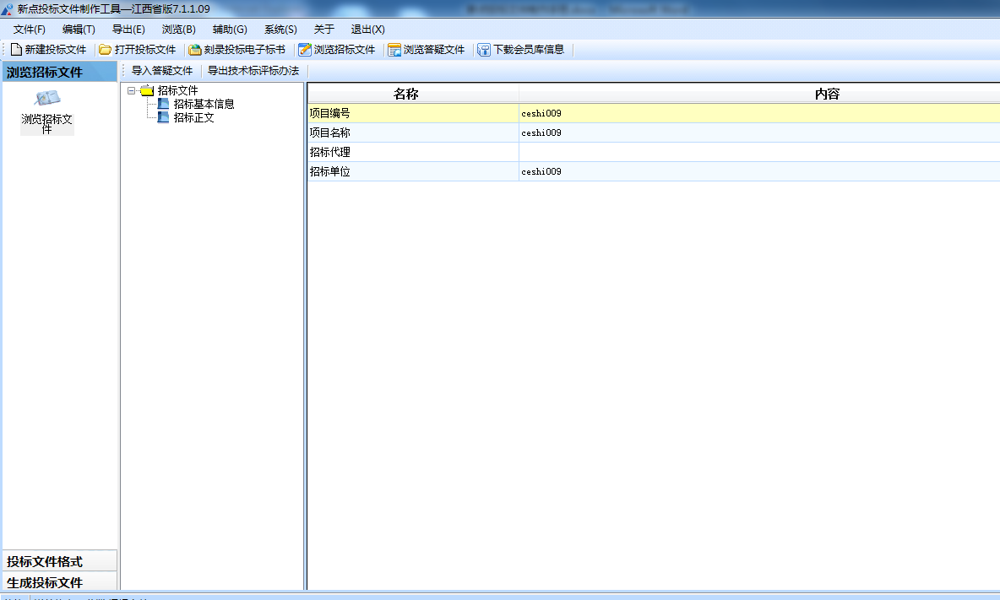 新点投标文件制作工具—江西省版7.1.1.09
文件(F) 编辑(T) 导出(E) 浏览(B) 辅助(G) 系统(S) 关于 退出(X)
新建投标文件 打开投标文件 刻录投标电子标书 浏览招标文件 浏览答疑文件 下载会员库信息
浏览招标文件
导入答疑文件 导出技术标评标办法
浏览招标文
件
招标文件
招标基本信息
招标正文
名称 内容
项目编号 ceshi009
项目名称 ceshi009
招标代理
招标单位 ceshi009
投标文件格式
生成投标文件